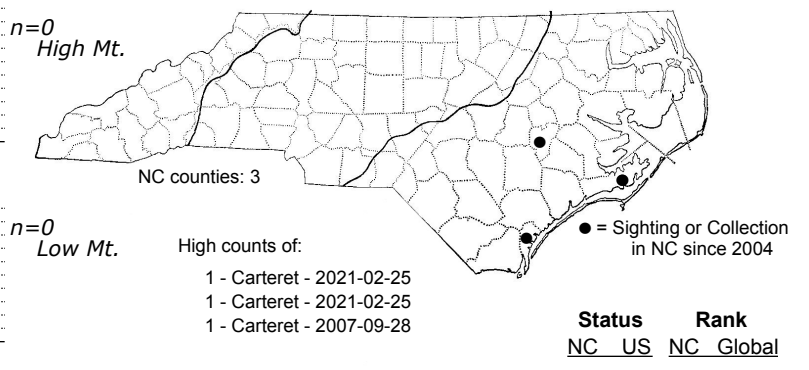 n=0
High Mt.
NC counties: 3
n=0
Low Mt.
High counts of:
1 - Carteret - 2021-02-25
1 - Carteret - 2021-02-25
1 - Carteret - 2007-09-28
● = Sighting or Collection
in NC since 2004
Status Rank
NC US NC Global